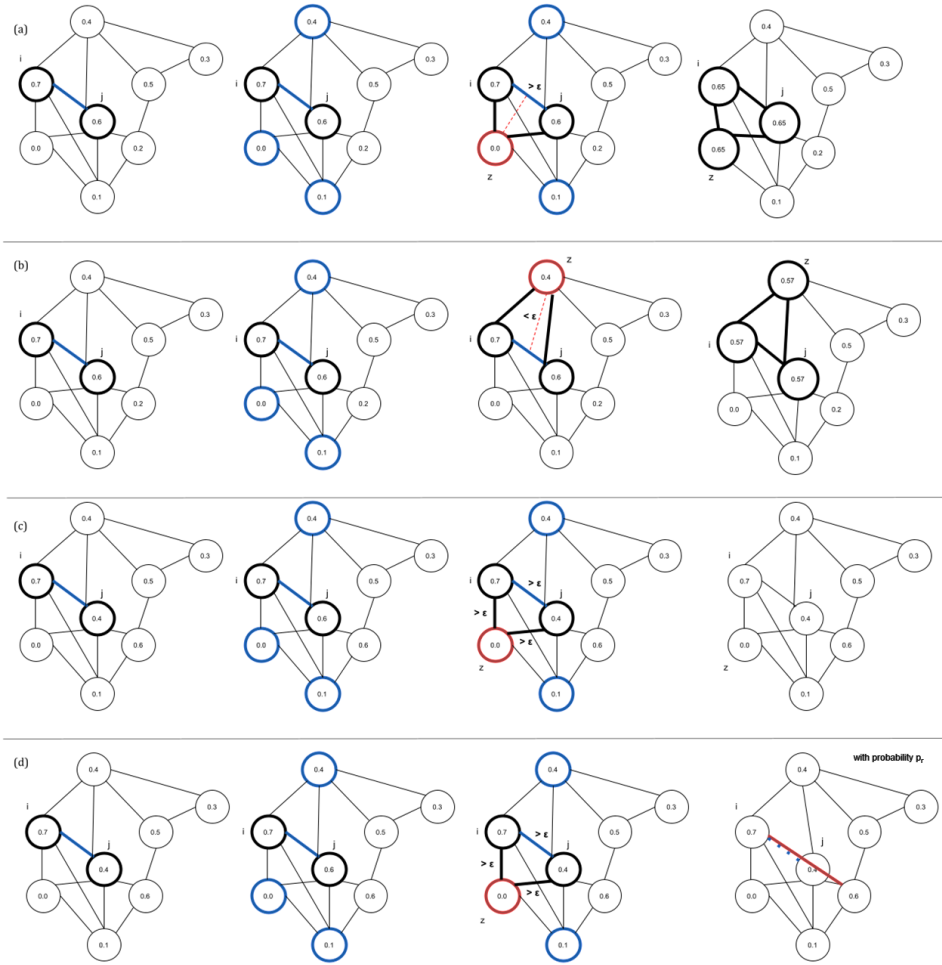 (a)
0.4 0.4 0.4 0.4
0.3 0.3 0.3 0.3
i i i i
0.7 0.5 0.7 0.5 0.7 > ε 0.5 0.65 0.5
j j j j
0.6 0.6 0.6 0.65
0.0 0.2 0.0 0.2 0.0 0.2 0.65 0.2
z z
0.1 0.1 0.1 0.1
(b)
z z
0.4 0.4 0.4 0.57
0.3 0.3 0.3 0.3
i i i i
0.7 0.5 0.7 0.5 0.7 < ε 0.5 0.57 0.5
j j j j
0.6 0.6 0.6 0.57
0.0 0.2 0.0 0.2 0.0 0.2 0.0 0.2
0.1 0.1 0.1 0.1
(c)
0.4 0.4 0.4 0.4
0.3 0.3 0.3 0.3
i i i i
0.7 0.5 0.7 0.5 0.7 > ε 0.5 0.7 0.5
j j j j
0.4 0.6 > ε 0.4 0.4
0.0 0.6 0.0 0.6 0.0 > ε 0.6 0.0 0.6
z z
0.1 0.1 0.1 0.1
(d)
with probability pr
0.4 0.4 0.4 0.4
0.3 0.3 0.3 0.3
i i i i
0.7 0.5 0.7 0.5 0.7 > ε 0.5 0.7 0.5
j j j j
0.4 0.6 > ε 0.4 0.4
0.0 0.6 0.0 0.6 0.0 > ε 0.6 0.0 0.6
z
0.1 0.1 0.1 0.1